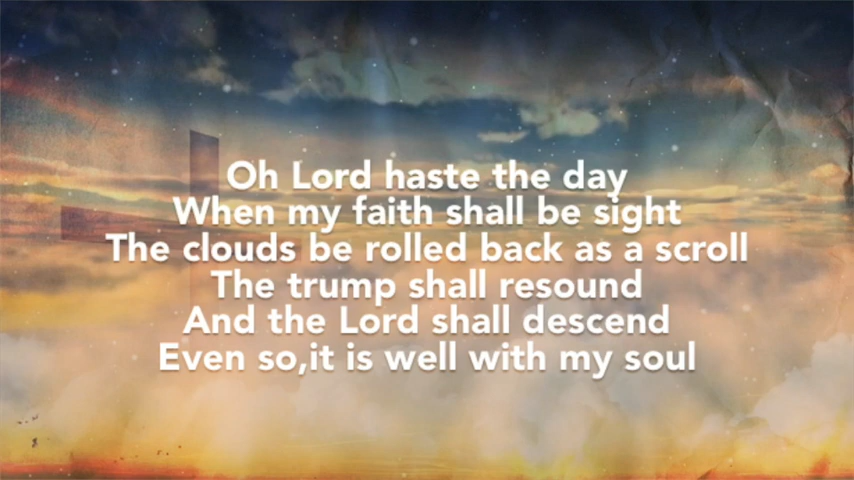 Oh Lord haste the day
When my faith shall be sight
The clouds be rolled back as a scroll
The trump shall resound
And the Lord shall descend
Even so,it is well with my soul